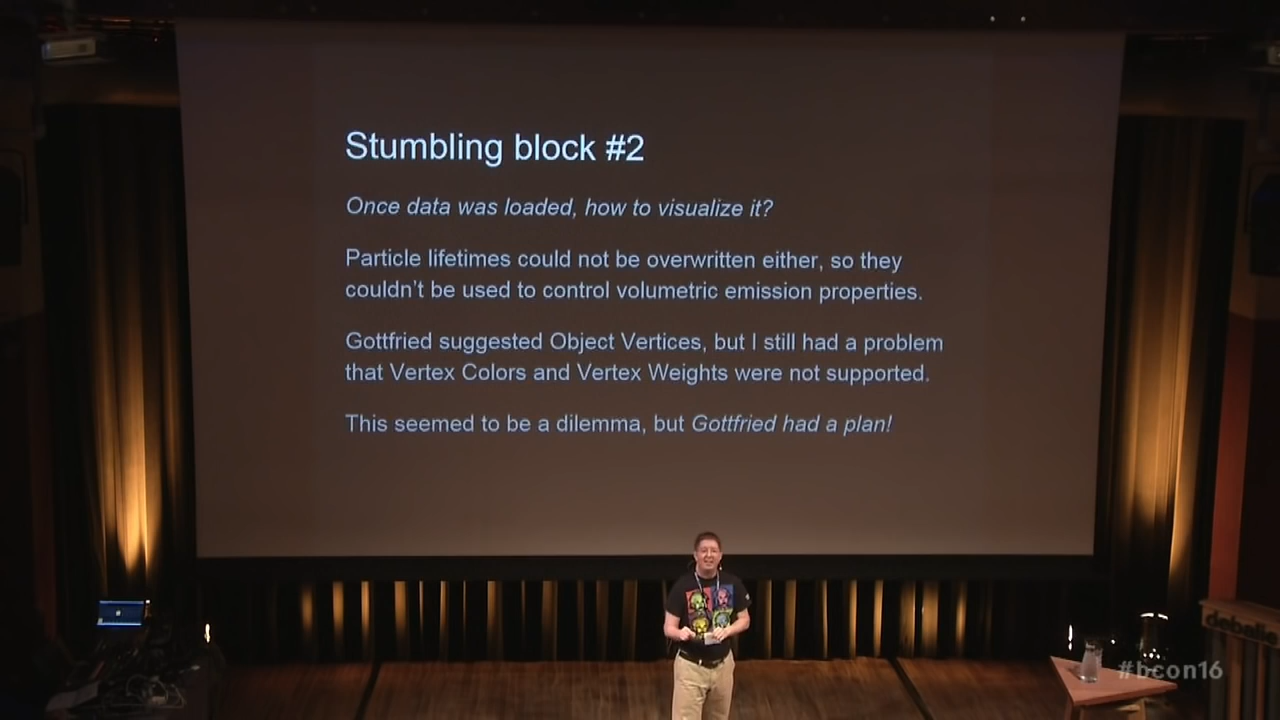 Stumbling block #2
Once data was loaded, how to visualize it?
Particle lifetimes could not be overwritten either, so they
couldn't be used to control volumetric emission properties.
Gottfried suggested Object Vertices, but I still had a problem
that Vertex Colors and Vertex Weights were not supported.
This seemed to be a dilemma, but Gottfried had a plan!
debalie
#bcon16